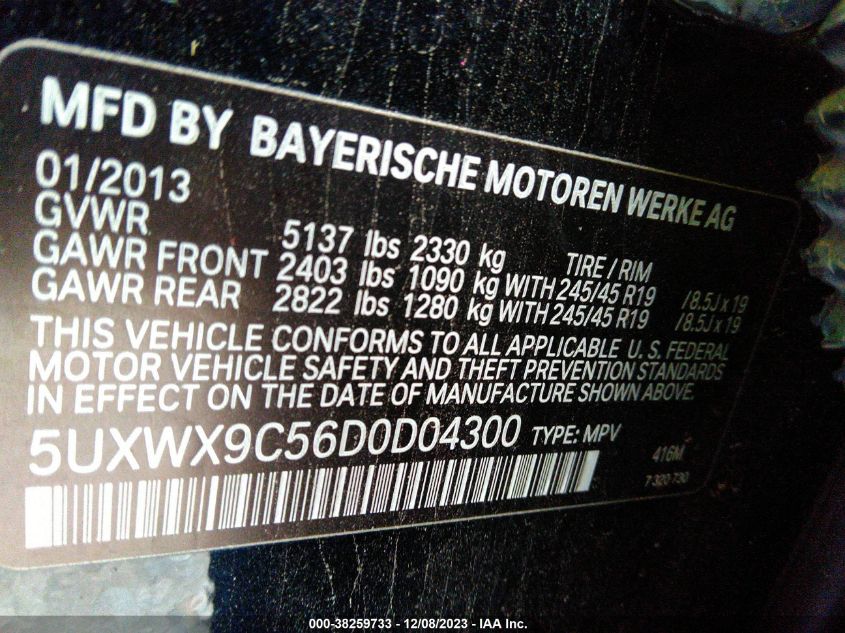 MFD BY BAYERISCHE MOTOREN WERKE AG
01/2013
GVWR 5137 lbs 2330 kg TIRE / RIM
GAWR FRONT 2403 lbs 1090 kg WITH 245/45 R19 /8.5J x 19
GAWR REAR 2822 lbs 1280 kg WITH 245/45 R19 /8.5J x 19
THIS VEHICLE CONFORMS TO ALL APPLICABLE U. S. FEDERAL
MOTOR VEHICLE SAFETY AND THEFT PREVENTION STANDARDS
IN EFFECT ON THE DATE OF MANUFACTURE SHOWN ABOVE.
5UXWX9C56D0D04300 TYPE: MPV 416M
7-320-730
000-38259733 - 12/08/2023 - IAA Inc.